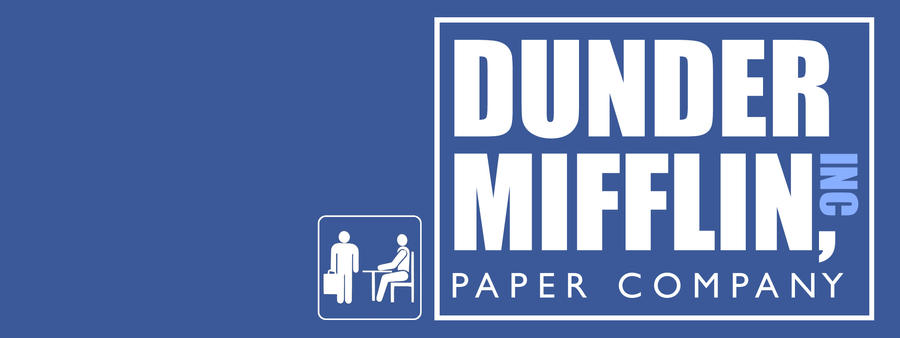 DUNDER
MIFFLIN, INC
PAPER COMPANY